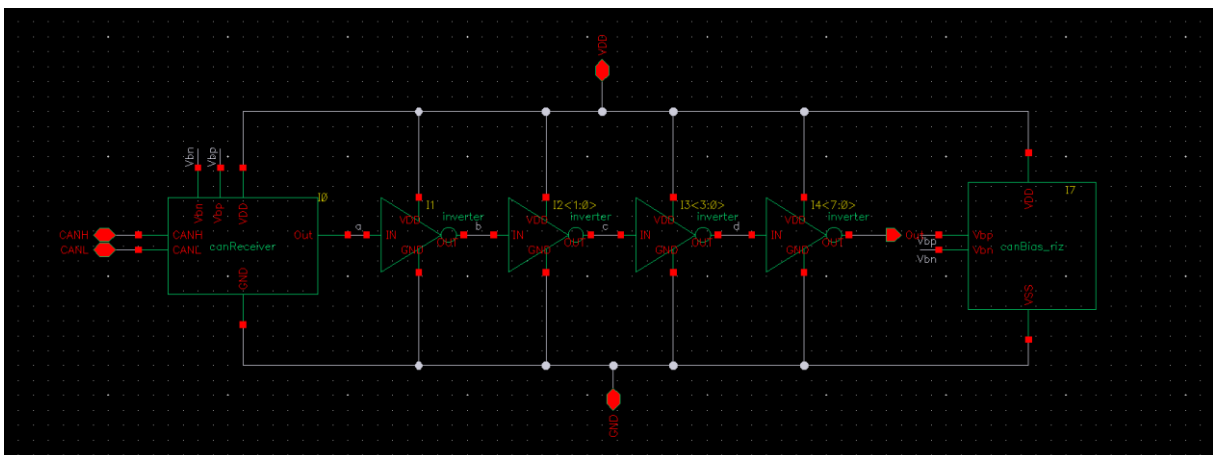 VDD
Vbn
Vbp
Vbn
Vbp
VDD
I0
CANH
CANL
CANH
CANL
canReceiver
Out
GND
a
I1
inverter
VDD
IN
GND
OUT
b
I2<1:0>
inverter
VDD
IN
GND
OUT
c
I3<3:0>
inverter
VDD
IN
GND
OUT
d
I4<7:0>
inverter
VDD
IN
GND
OUT
Out
Vbp
Vbn
I7
VDD
Vbp
Vbn
canBias_riz
VSS
GND